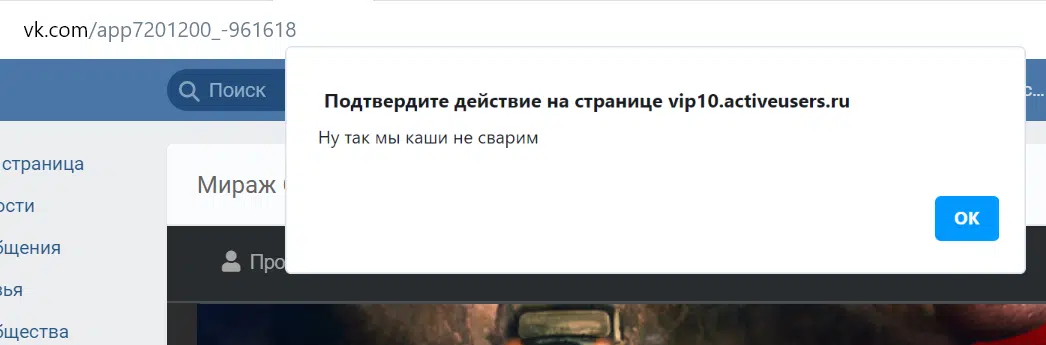 vk.com/app7201200_-961618
Поиск
с...
Подтвердите действие на странице vip10.activeusers.ru
Ну так мы каши не сварим
OK
страница
ости
бщения
зья
бщества
Мираж
Про